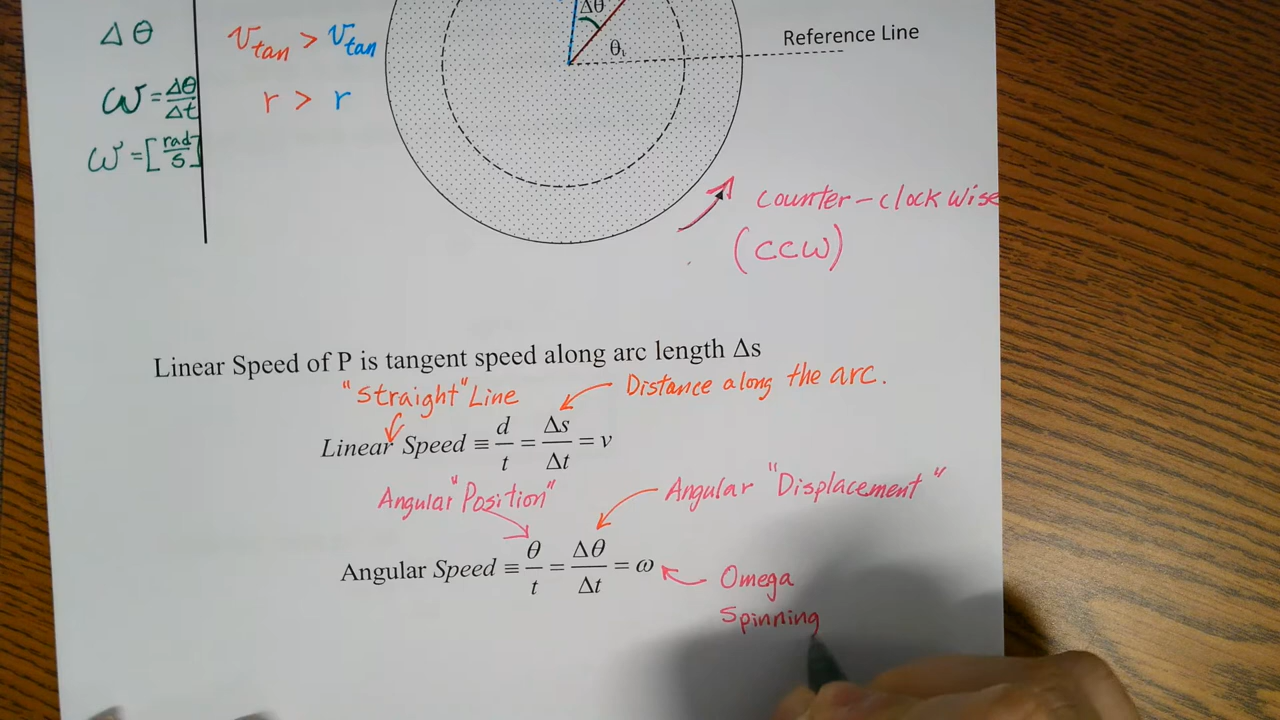 Δθ
Δθ
v_tan > v_tan
θ₁
Reference Line
ω = Δθ/Δt
r > r
ω = [rad/s]
counter-clockwise
(CCW)
Linear Speed of P is tangent speed along arc length Δs
"Straight" Line
Distance along the arc.
Linear Speed ≡ d/t = Δs/Δt = v
Angular "Position"
Angular "Displacement"
Angular Speed ≡ θ/t = Δθ/Δt = ω
Omega
Spinning